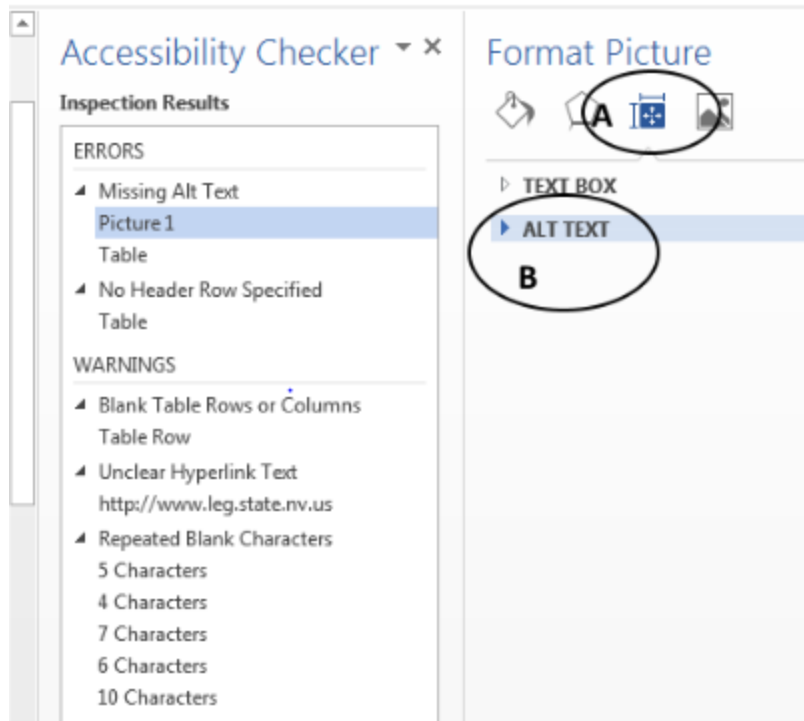 Accessibility Checker
Inspection Results
ERRORS
Missing Alt Text
Picture 1
Table
No Header Row Specified
Table
WARNINGS
Blank Table Rows or Columns
Table Row
Unclear Hyperlink Text
http://www.leg.state.nv.us
Repeated Blank Characters
5 Characters
4 Characters
7 Characters
6 Characters
10 Characters
Format Picture
A
TEXT BOX
ALT TEXT
B